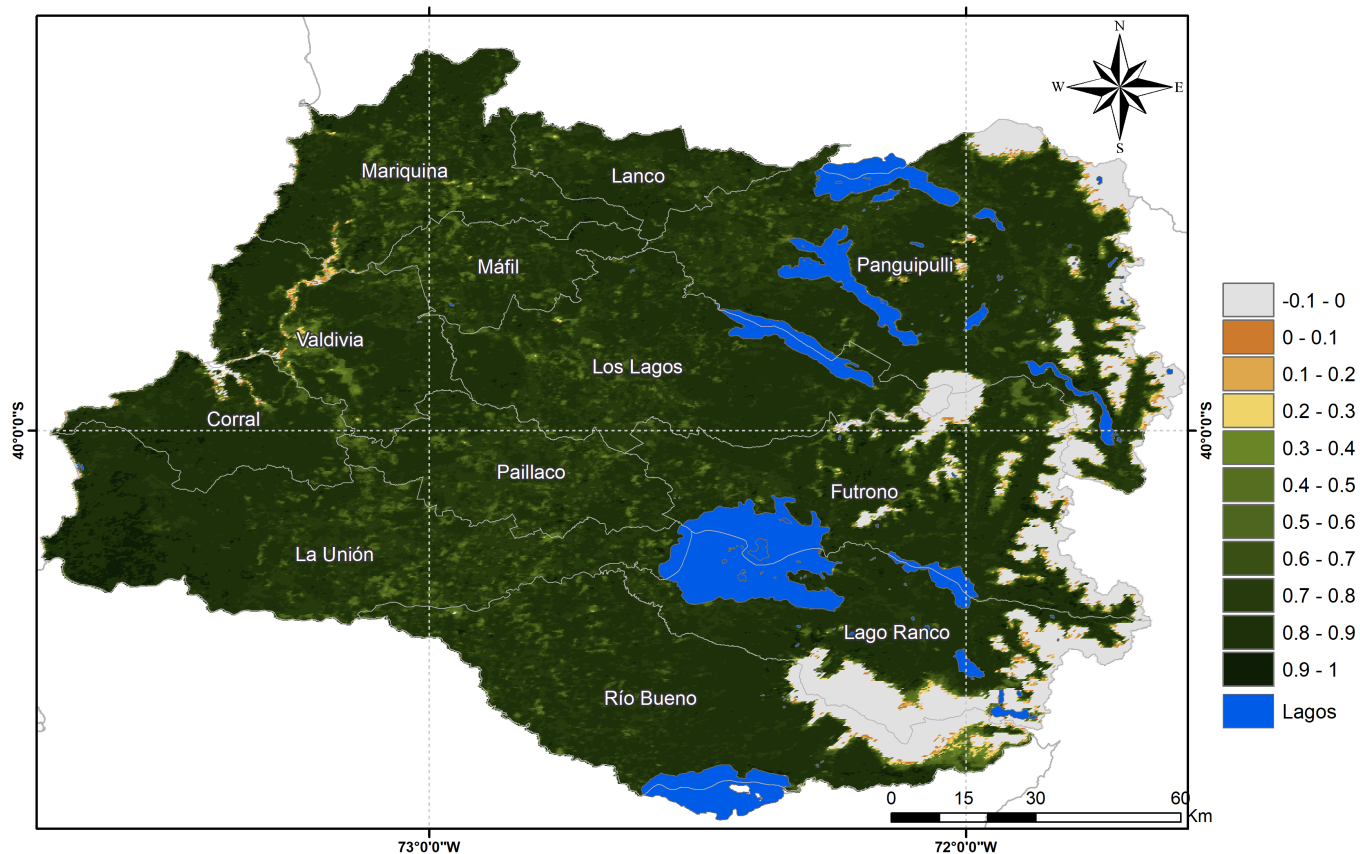 N
W
E
S
Mariquina
Lanco
Máfil
Panguipulli
Valdivia
Los Lagos
Corral
Paillaco
Futrono
La Unión
Lago Ranco
Río Bueno
40°0'0"S
40°0'0"S
73°0'0"W
72°0'0"W
0 15 30 60
Km
-0.1 - 0
0 - 0.1
0.1 - 0.2
0.2 - 0.3
0.3 - 0.4
0.4 - 0.5
0.5 - 0.6
0.6 - 0.7
0.7 - 0.8
0.8 - 0.9
0.9 - 1
Lagos